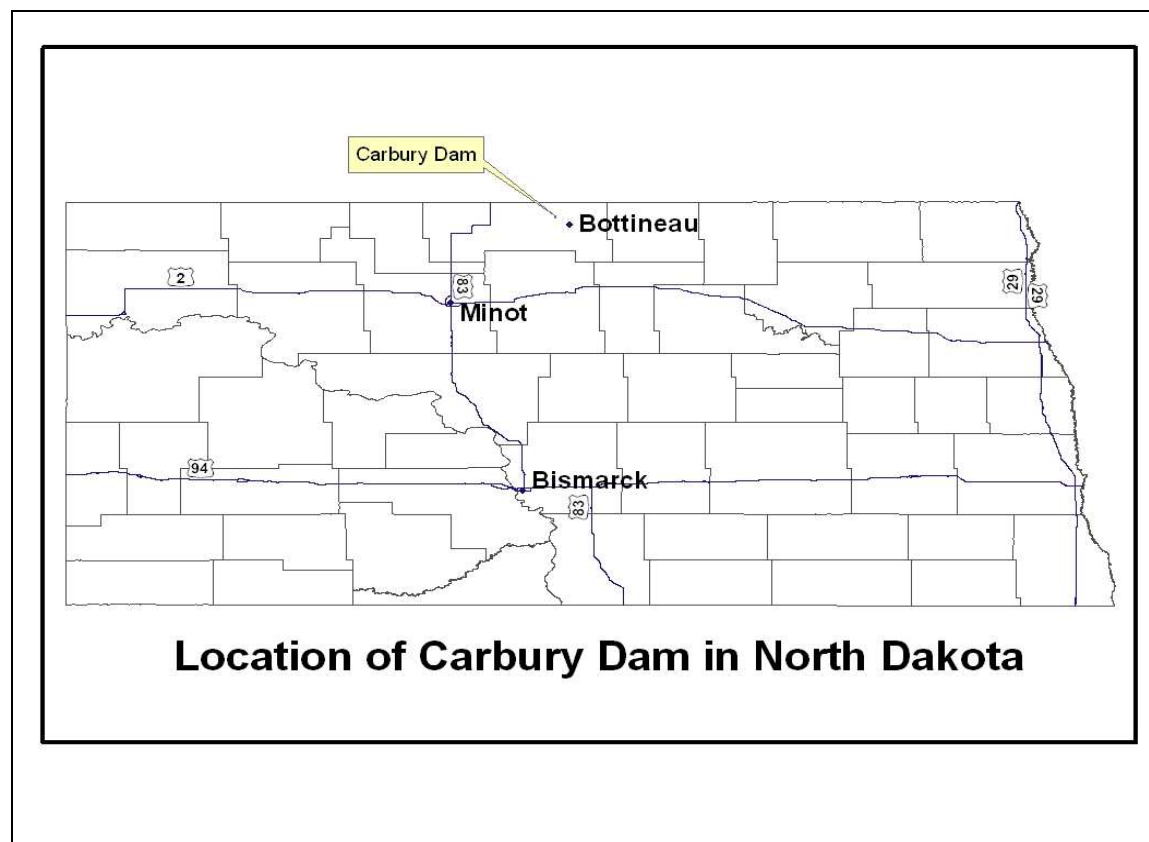 Carbury Dam
Bottineau
2
83
29
29
Minot
94
Bismarck
83
Location of Carbury Dam in North Dakota